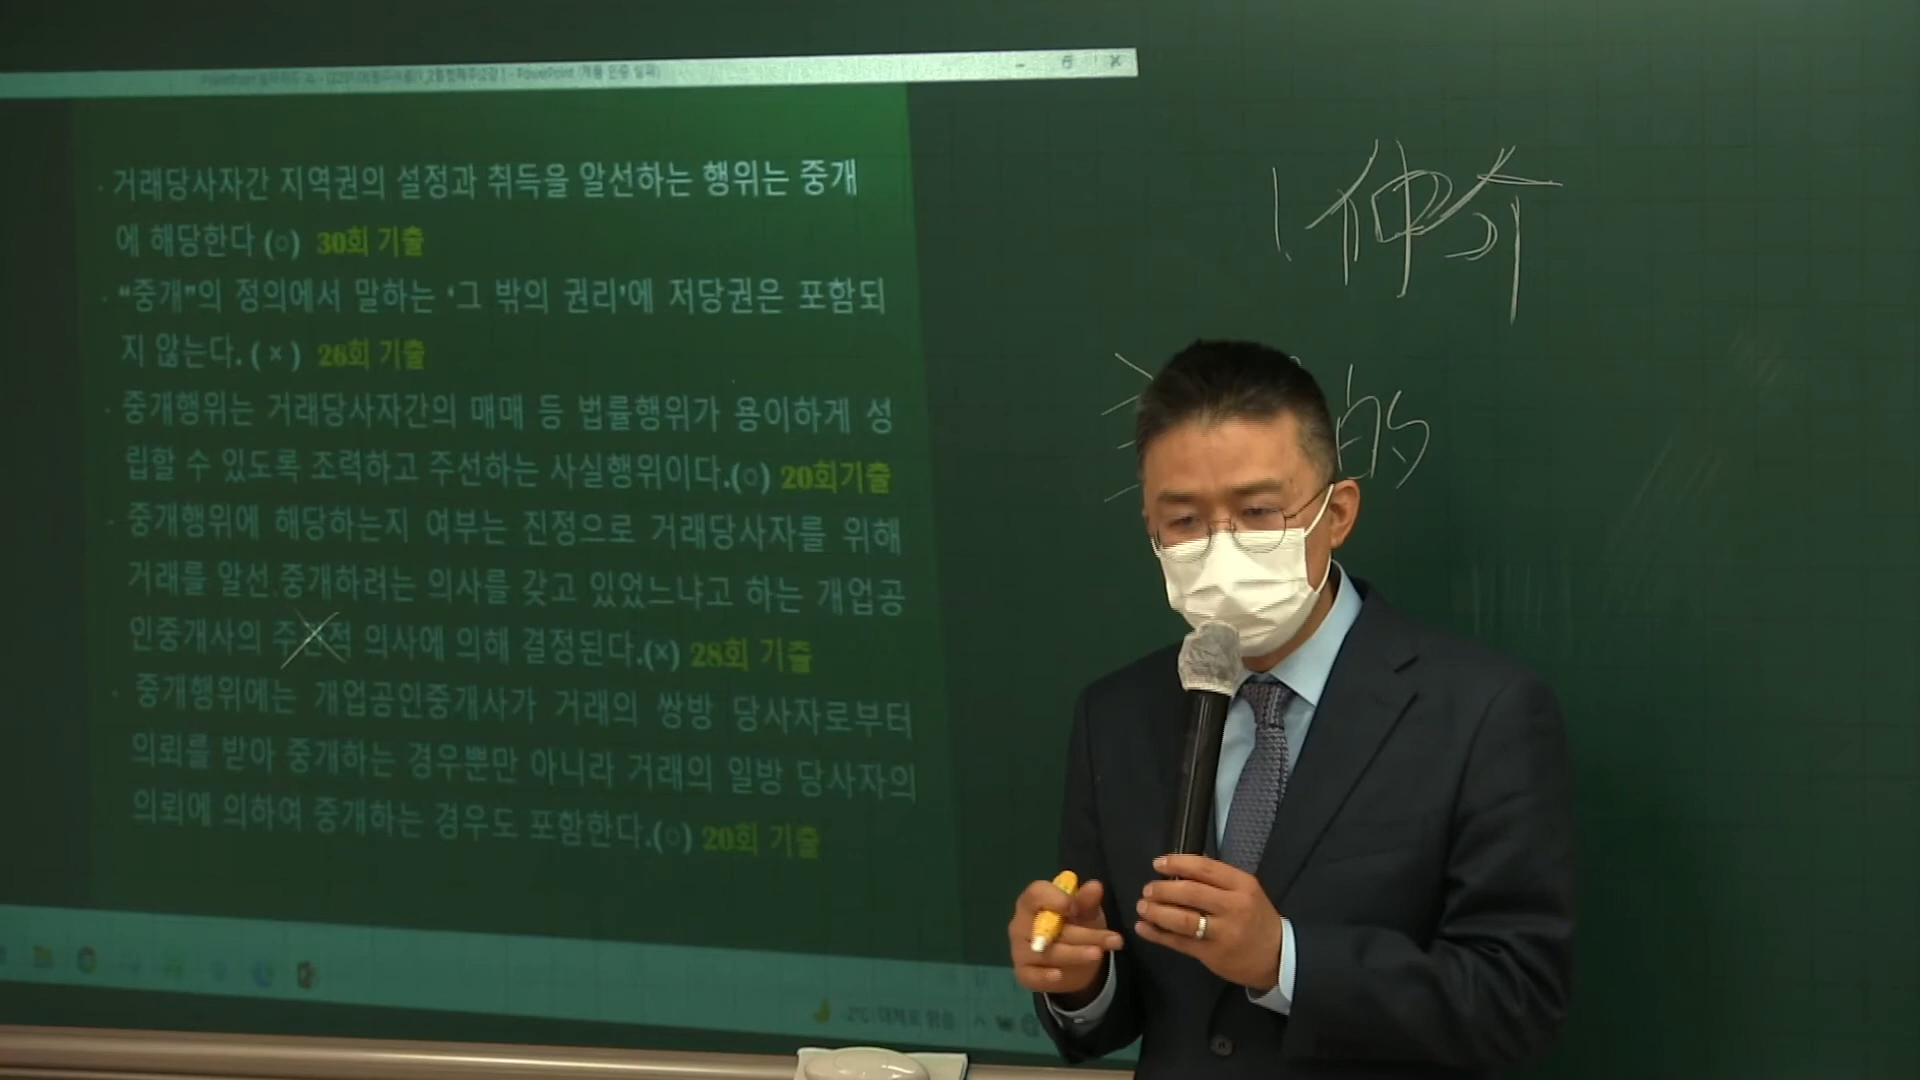 거래당사자간 지역권의 설정과 취득을 알선하는 행위는 중개
에 해당한다 (○) 30회 기출
“중개”의 정의에서 말하는 ‘그 밖의 권리’에 저당권은 포함되
지 않는다. (×) 26회 기출
중개행위는 거래당사자간의 매매 등 법률행위가 용이하게 성
립할 수 있도록 조력하고 주선하는 사실행위이다.(○) 20회기출
중개행위에 해당하는지 여부는 진정으로 거래당사자를 위해
거래를 알선.중개하려는 의사를 갖고 있었느냐고 하는 개업공
인중개사의 주관적 의사에 의해 결정된다.(×) 28회 기출
중개행위에는 개업공인중개사가 거래의 쌍방 당사자로부터
의뢰를 받아 중개하는 경우뿐만 아니라 거래의 일방 당사자의
의뢰에 의하여 중개하는 경우도 포함한다.(○) 20회 기출
1. 仲介
的